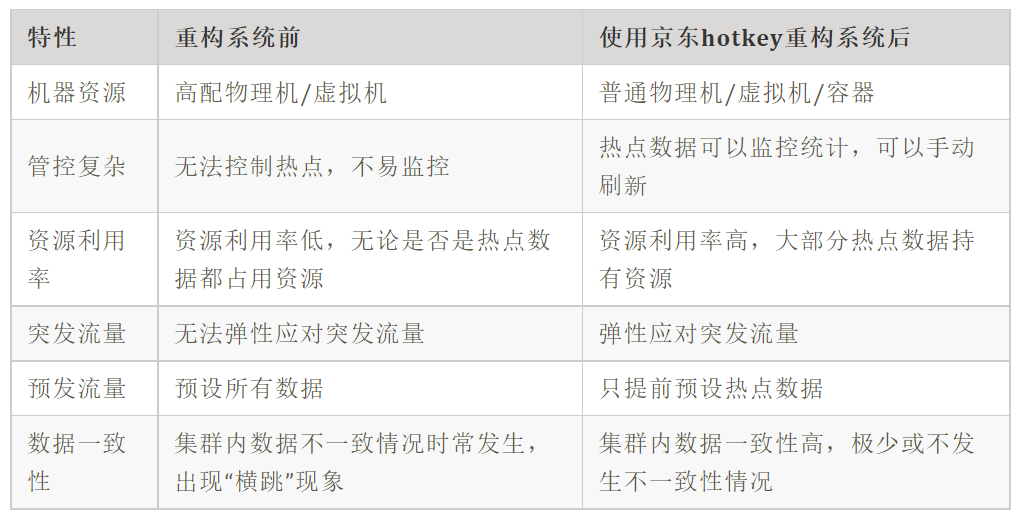 特性 重构系统前 使用京东hotkey重构系统后
机器资源 高配物理机/虚拟机 普通物理机/虚拟机/容器
管控复杂 无法控制热点，不易监控 热点数据可以监控统计，可以手动
刷新
资源利用 资源利用率低，无论是否是热点数 资源利用率高，大部分热点数据持
率 据都占用资源 有资源
突发流量 无法弹性应对突发流量 弹性应对突发流量
预发流量 预设所有数据 只提前预设热点数据
数据一致 集群内数据不一致情况时常发生， 集群内数据一致性高，极少或不发
性 出现“横跳”现象 生不一致性情况